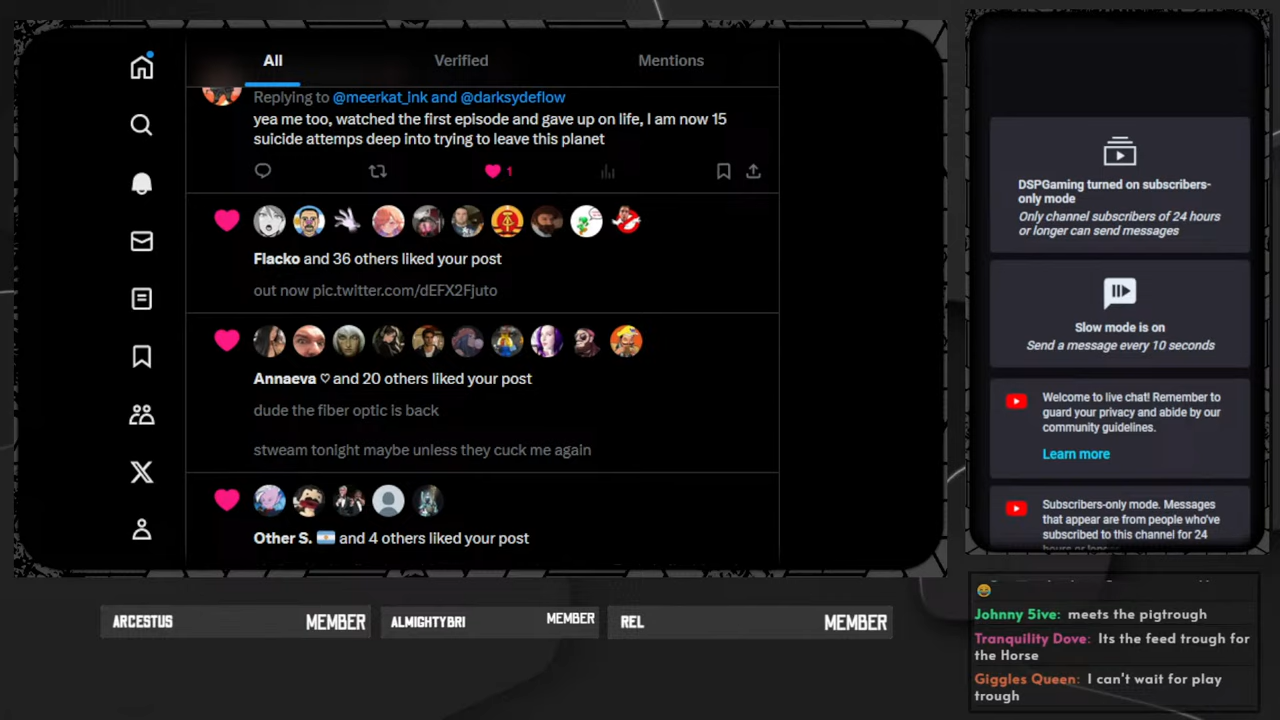 All
Verified
Mentions
Replying to @meerkat_ink and @darksydeflow
yea me too, watched the first episode and gave up on life, I am now 15
suicide attemps deep into trying to leave this planet
1
Flacko and 36 others liked your post
out now pic.twitter.com/dEFX2Fjuto
Annaeva ♡ and 20 others liked your post
dude the fiber optic is back
stweam tonight maybe unless they cuck me again
Other S. 🇦🇷 and 4 others liked your post
DSPGaming turned on subscribers-
only mode
Only channel subscribers of 24 hours
or longer can send messages
Slow mode is on
Send a message every 10 seconds
Welcome to live chat! Remember to
guard your privacy and abide by our
community guidelines.
Learn more
Subscribers-only mode. Messages
that appear are from people who've
subscribed to this channel for 24
hours or longer
😂
Johnny 5ive: meets the pigtrough
Tranquility Dove: Its the feed trough for
the Horse
Giggles Queen: I can't wait for play
trough
ARCESTUS MEMBER
ALMIGHTYBRI MEMBER
REL MEMBER